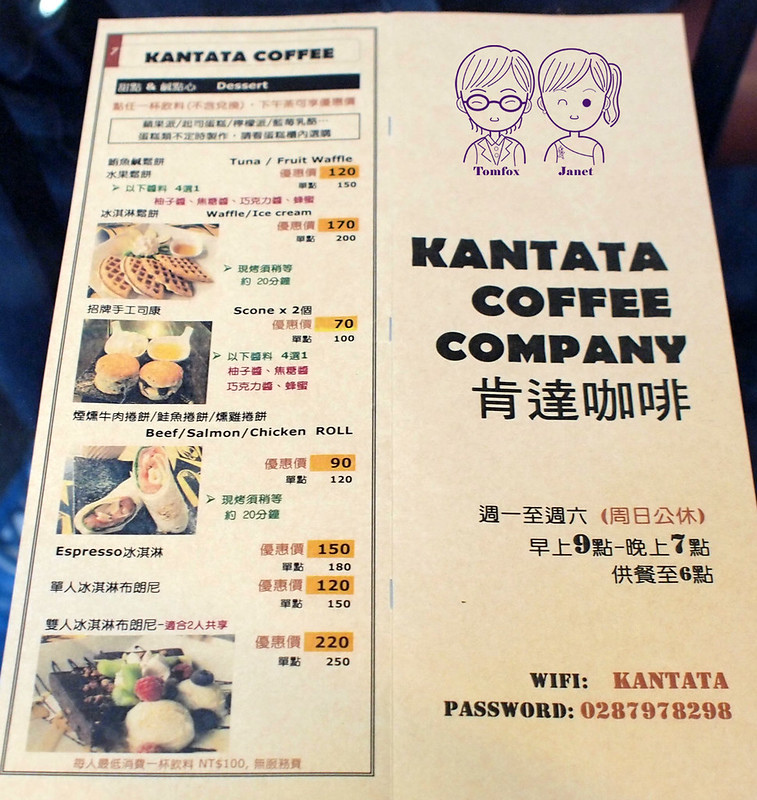 7
KANTATA COFFEE
甜點 & 鹹點心 Dessert
點任一杯飲料(不含兌換)，下午茶可享優惠價
蘋果派/起司蛋糕/檸檬派/藍莓乳酪…
蛋糕類不定時製作，請看蛋糕櫃內選購
鮪魚鹹鬆餅 Tuna / Fruit Waffle
水果鬆餅 優惠價 120
單點 150
➢ 以下醬料 4選1
柚子醬、焦糖醬、巧克力醬、蜂蜜
冰淇淋鬆餅 Waffle/Ice cream
優惠價 170
單點 200
➢ 現烤須稍等
約 20分鐘
招牌手工司康 Scone x 2個
優惠價 70
單點 100
➢ 以下醬料 4選1
柚子醬、焦糖醬
巧克力醬、蜂蜜
煙燻牛肉捲餅/鮭魚捲餅/燻雞捲餅
Beef/Salmon/Chicken ROLL
優惠價 90
單點 120
➢ 現烤須稍等
約 20分鐘
Espresso冰淇淋 優惠價 150
單點 180
單人冰淇淋布朗尼 優惠價 120
單點 150
雙人冰淇淋布朗尼-適合2人共享
優惠價 220
單點 250
每人最低消費一杯飲料 NT$100, 無服務費
Tomfox Janet
KANTATA
COFFEE
COMPANY
肯達咖啡
週一至週六 (周日公休)
早上9點-晚上7點
供餐至6點
WIFI: KANTATA
PASSWORD: 0287978298